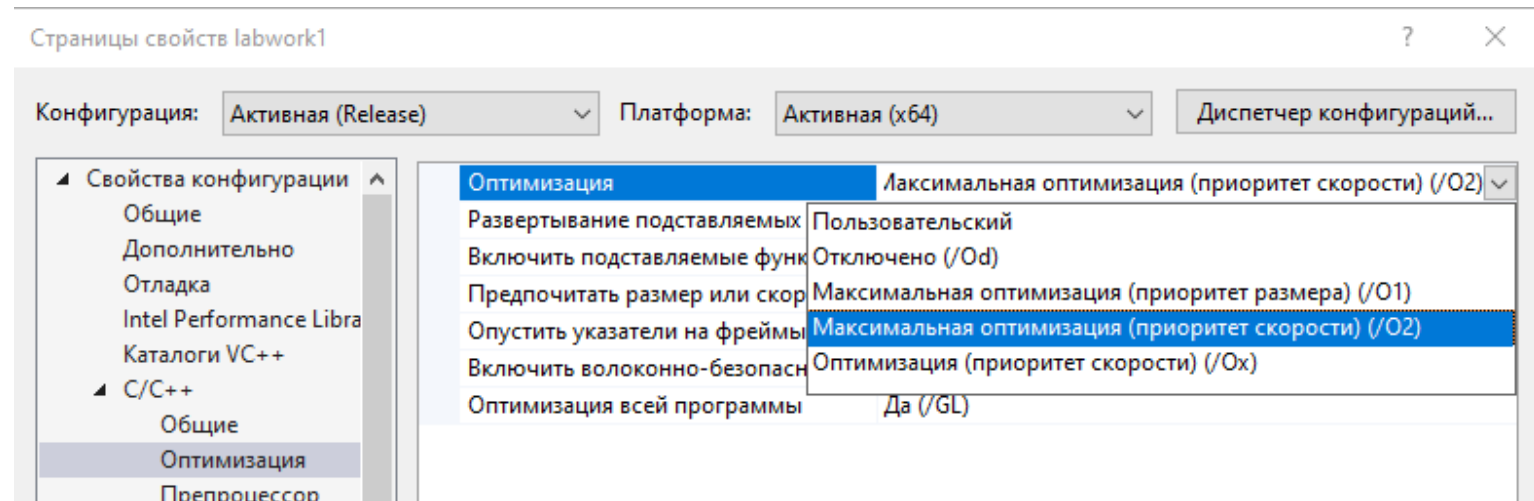 Страницы свойств labwork1 ?
Конфигурация: Активная (Release) Платформа: Активная (x64) Диспетчер конфигураций...
Свойства конфигурации
Общие
Дополнительно
Отладка
Intel Performance Libra
Каталоги VC++
C/C++
Общие
Оптимизация
Препроцессор
Оптимизация Максимальная оптимизация (приоритет скорости) (/O2)
Развертывание подставляемых
Включить подставляемые функ
Предпочитать размер или скор
Опустить указатели на фреймы
Включить волоконно-безопасн
Оптимизация всей программы Да (/GL)
Пользовательский
Отключено (/Od)
Максимальная оптимизация (приоритет размера) (/O1)
Максимальная оптимизация (приоритет скорости) (/O2)
Оптимизация (приоритет скорости) (/Ox)